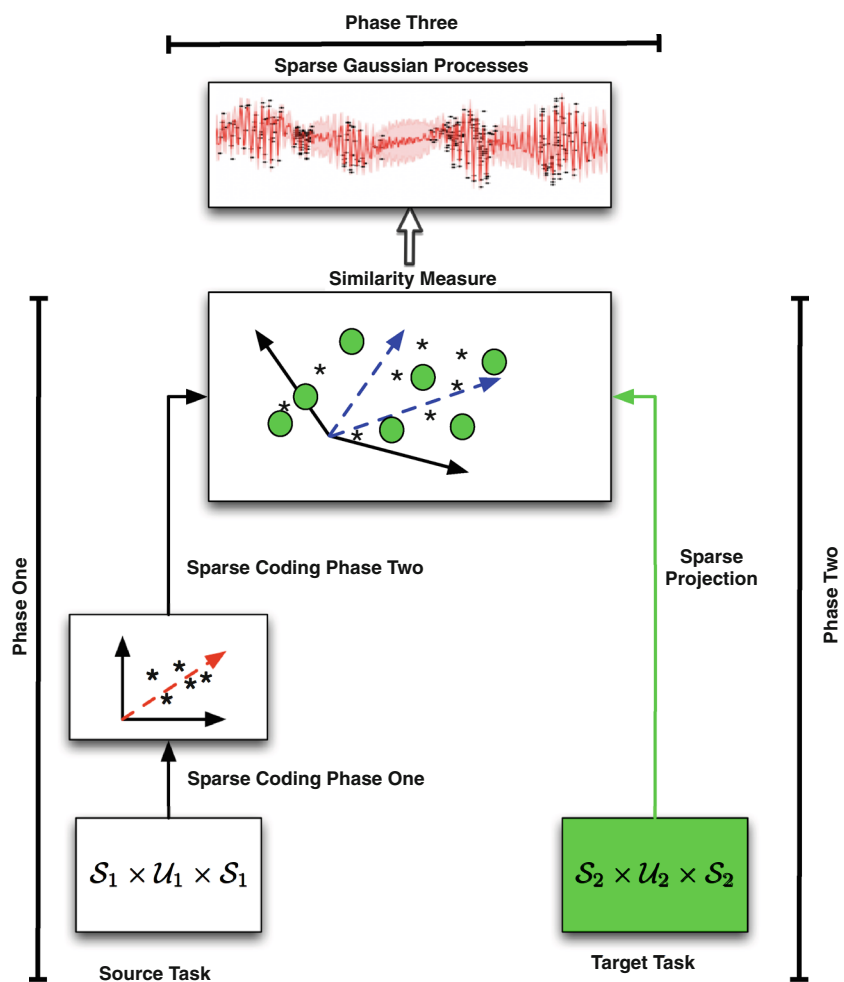 Phase Three
Sparse Gaussian Processes
Similarity Measure
Phase One
Sparse Coding Phase Two
Sparse
Projection
Phase Two
Sparse Coding Phase One
𝒮₁ × 𝒰₁ × 𝒮₁
𝒮₂ × 𝒰₂ × 𝒮₂
Source Task
Target Task